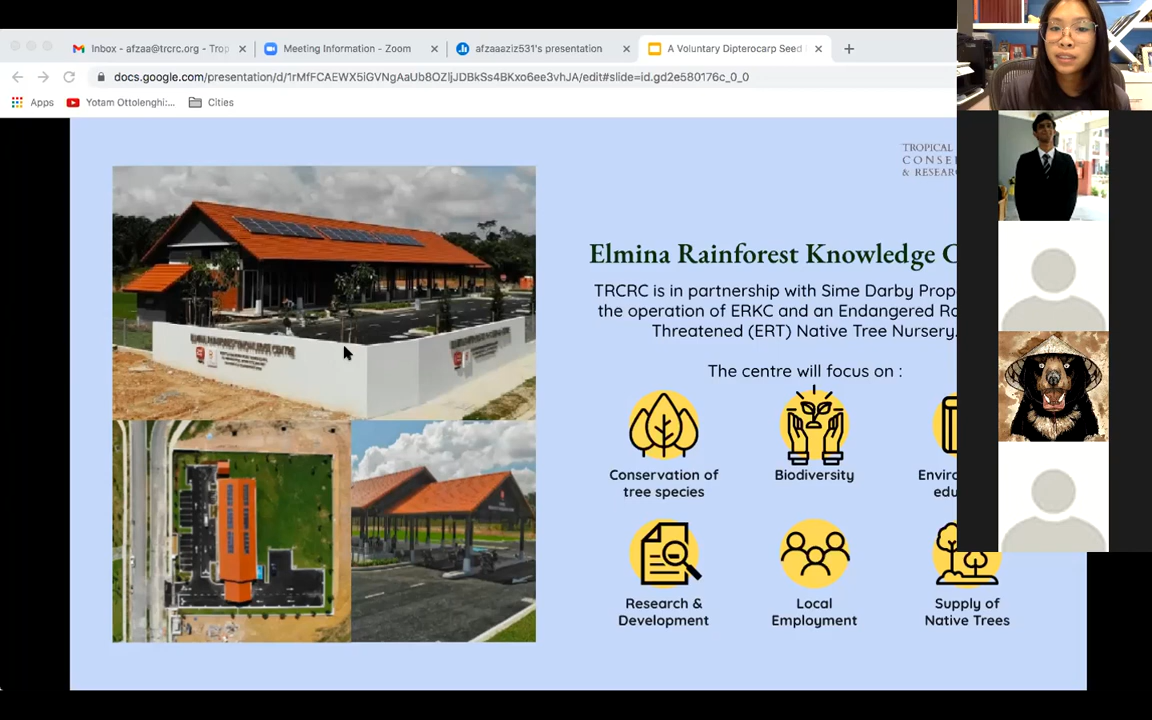 Inbox - afzaa@trcrc.org - Trop
Meeting Information - Zoom
afzaaaziz531's presentation
A Voluntary Dipterocarp Seed
docs.google.com/presentation/d/1rMfFCAEWX5iGVNgAaUb8OZljJDBkSs4BKxo6ee3vhJA/edit#slide=id.gd2e580176c_0_0
Apps
Yotam Ottolenghi:...
Cities
TROPICAL
CONSE
& RESEAR
Elmina Rainforest Knowledge C
TRCRC is in partnership with Sime Darby Prop
the operation of ERKC and an Endangered Ra
Threatened (ERT) Native Tree Nursery.
The centre will focus on :
Conservation of
tree species
Biodiversity
Enviro
edu
Research &
Development
Local
Employment
Supply of
Native Trees